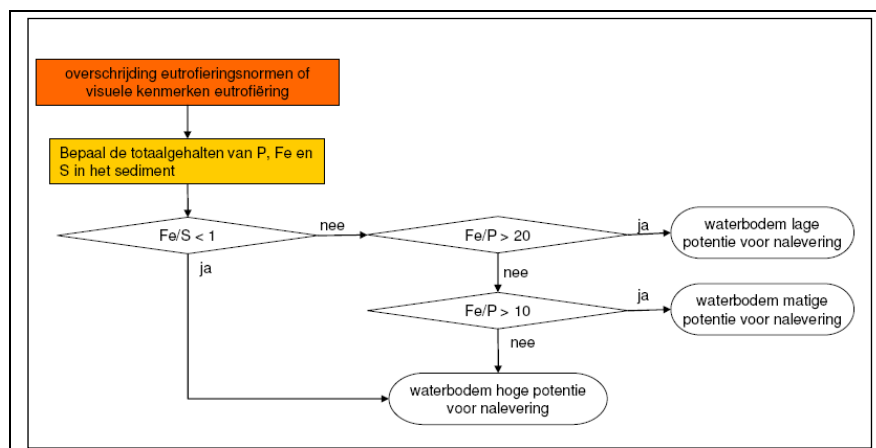 overschrijding eutrofieringsnormen of
visuele kenmerken eutrofiëring
Bepaal de totaalgehalten van P, Fe en
S in het sediment
Fe/S < 1
nee
ja
Fe/P > 20
ja
nee
waterbodem lage
potentie voor nalevering
Fe/P > 10
ja
nee
waterbodem matige
potentie voor nalevering
waterbodem hoge potentie
voor nalevering